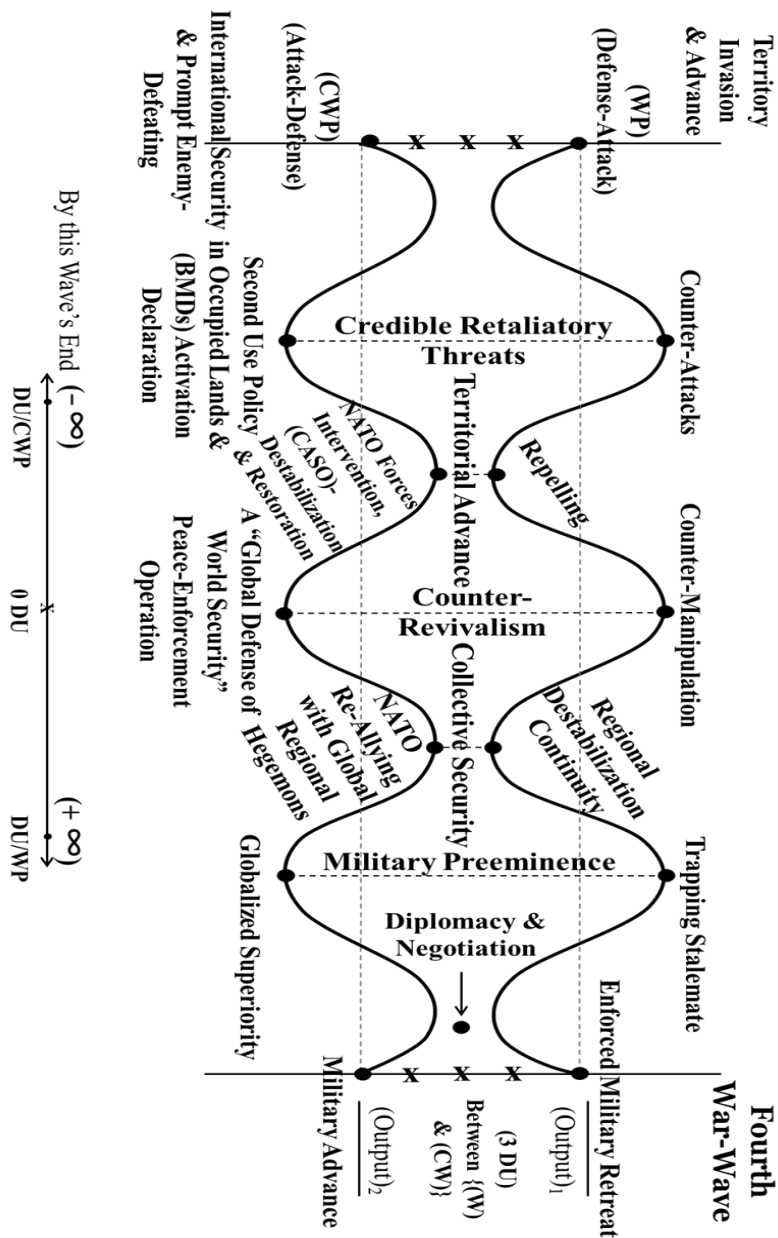 Fourth
War-Wave
Territory
Invasion
& Advance
(WP)
(Defense-Attack)
(CWP)
(Attack-Defense)
International Security
& Prompt Enemy-
Defeating
Counter-Attacks
Credible Retaliatory
Threats
Second Use Policy
in Occupied Lands &
(BMDs) Activation
Declaration
Repelling
Territorial Advance
NATO Forces
Intervention,
(CASO)-
Destabilization
& Restoration
Counter-Manipulation
Counter-
Revivalism
A “Global Defense of
World Security”
Peace-Enforcement
Operation
Regional
Destabilization
Continuity
Collective Security
NATO
Re-Allying
with Global
Regional
Hegemons
Trapping Stalemate
Military Preeminence
Globalized Superiority
Diplomacy &
Negotiation
Enforced Military Retreat
(Output)1
(3 DU)
Between {(W)
& (CW)}
(Output)2
Military Advance
X
X
X
X
X
X
By this Wave’s End
(- ∞)
(+ ∞)
X
DU/CWP
0 DU
DU/WP